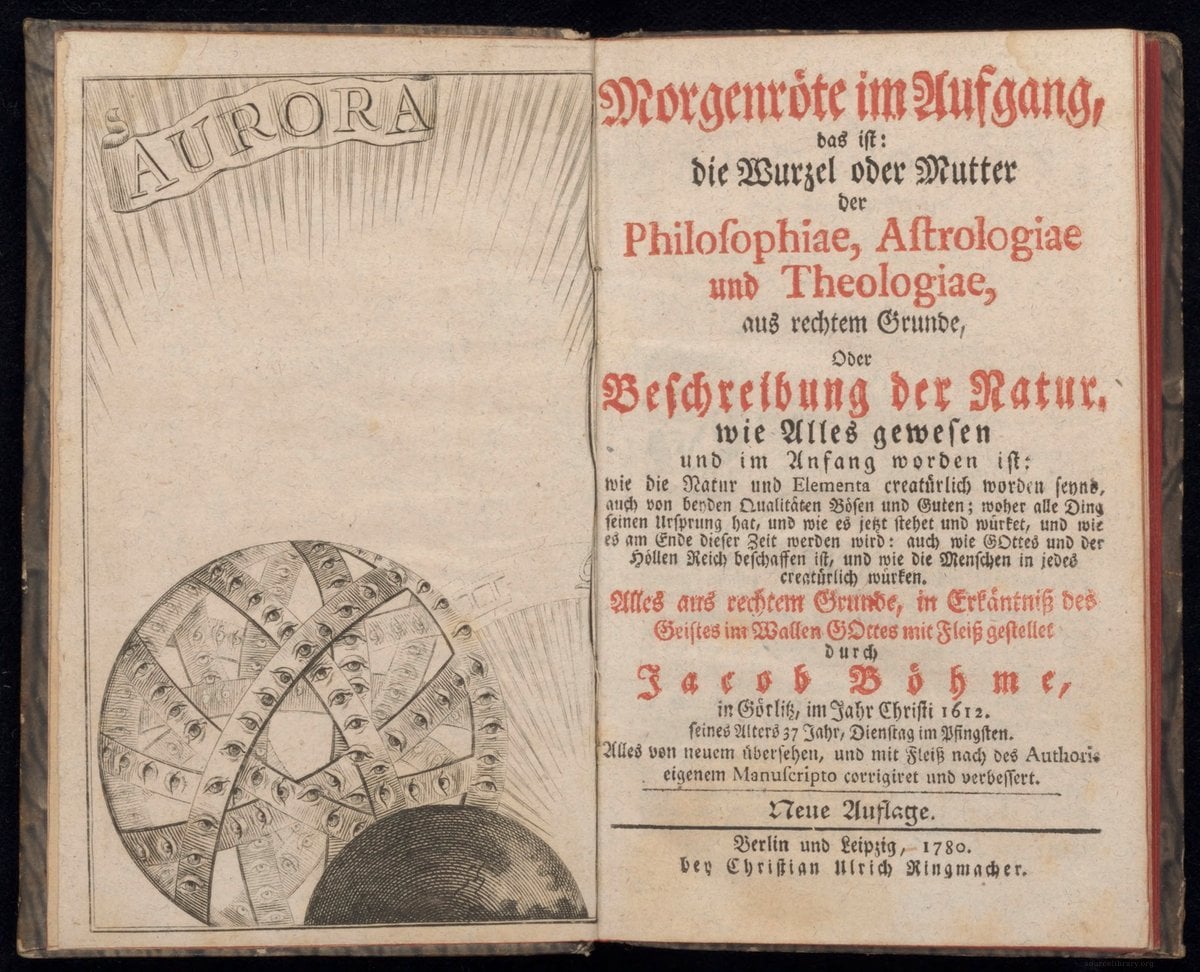 S
AURORA
Morgenröte im Aufgang,
das ist:
die Wurzel oder Mutter
der
Philosophiae, Astrologiae
und Theologiae,
aus rechtem Grunde,
Oder
Beschreibung der Natur,
wie Alles gewesen
und im Anfang worden ist:
wie die Natur und Elementa creatürlich worden seynd,
auch von beyden Qualitäten Bösen und Guten; woher alle Ding
seinen Ursprung hat, und wie es jetzt stehet und würket, und wie
es am Ende dieser Zeit werden wird: auch wie GOttes und der
Höllen Reich beschaffen ist, und wie die Menschen in jedes
creatürlich würken.
Alles aus rechtem Grunde, in Erkäntniß des
Geistes im Wallen GOttes mit Fleiß gestellet
durch
Jacob Böhme,
in Görlitz, im Jahr Christi 1612.
seines Alters 37 Jahr, Dienstag im Pfingsten.
Alles von neuem übersehen, und mit Fleiß nach des Authoris
eigenem Manuscripto corrigiret und verbessert.
Neue Auflage.
Berlin und Leipzig, 1780.
bey Christian Ulrich Ringmacher.
sourcelibrary.org